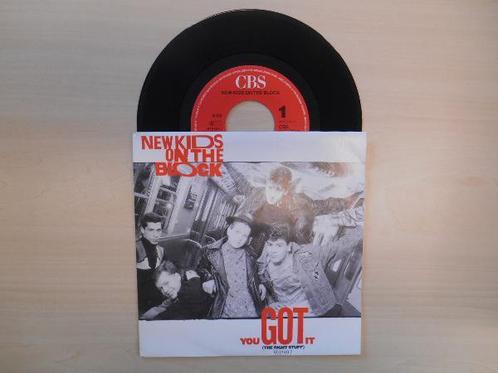 CBS
NEW KIDS ON THE BLOCK
1
NEW KIDS
ON THE
BLOCK
YOU GOT IT
(THE RIGHT STUFF)